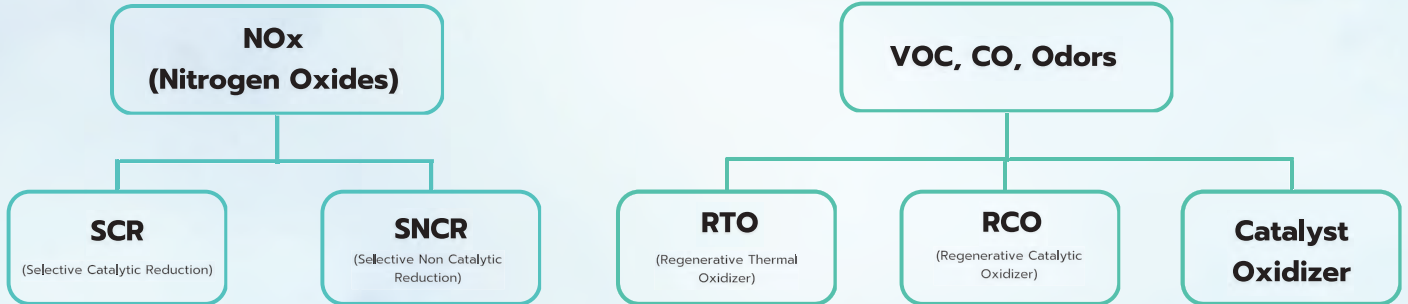 NOx
(Nitrogen Oxides)
VOC, CO, Odors
SCR
(Selective Catalytic Reduction)
SNCR
(Selective Non Catalytic
Reduction)
RTO
(Regenerative Thermal
Oxidizer)
RCO
(Regenerative Catalytic
Oxidizer)
Catalyst
Oxidizer